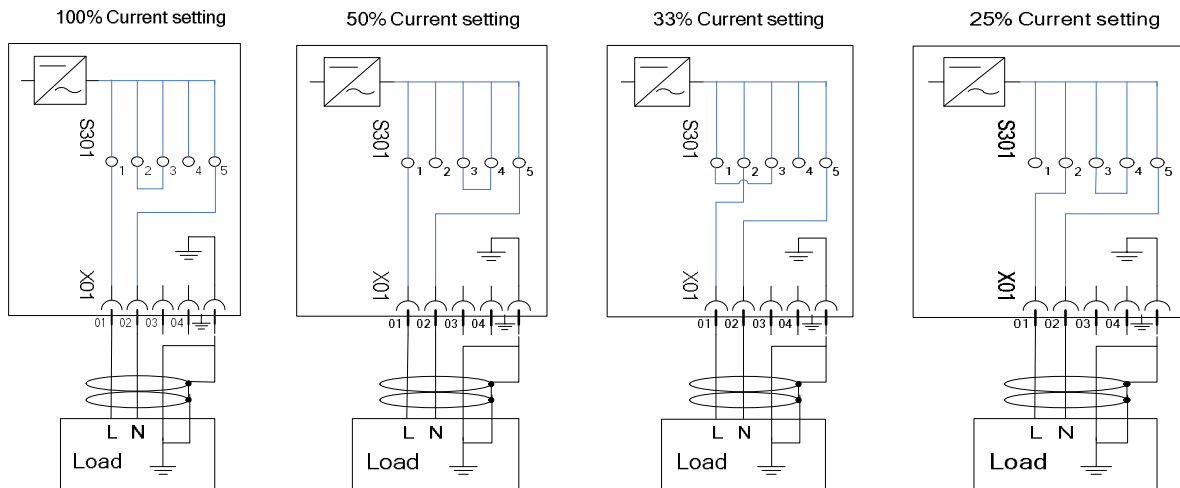 100% Current setting
50% Current setting
33% Current setting
25% Current setting
S301
1 2 3 4 5
X01
01 02 03 04
L N
Load
S301
1 2 3 4 5
X01
01 02 03 04
L N
Load
S301
1 2 3 4 5
X01
01 02 03 04
L N
Load
S301
1 2 3 4 5
X01
01 02 03 04
L N
Load